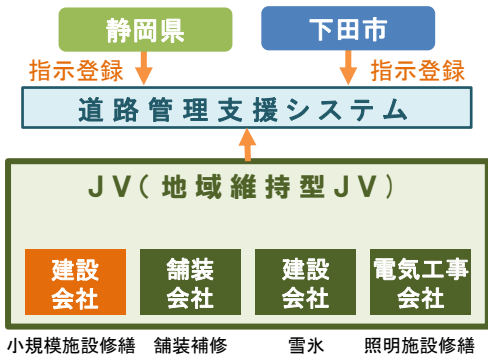 静岡県 下田市
指示登録 指示登録
道路管理支援システム
JV(地域維持型JV)
建設 舗装 建設 電気工事
会社 会社 会社 会社
小規模施設修繕 舗装補修 雪氷 照明施設修繕